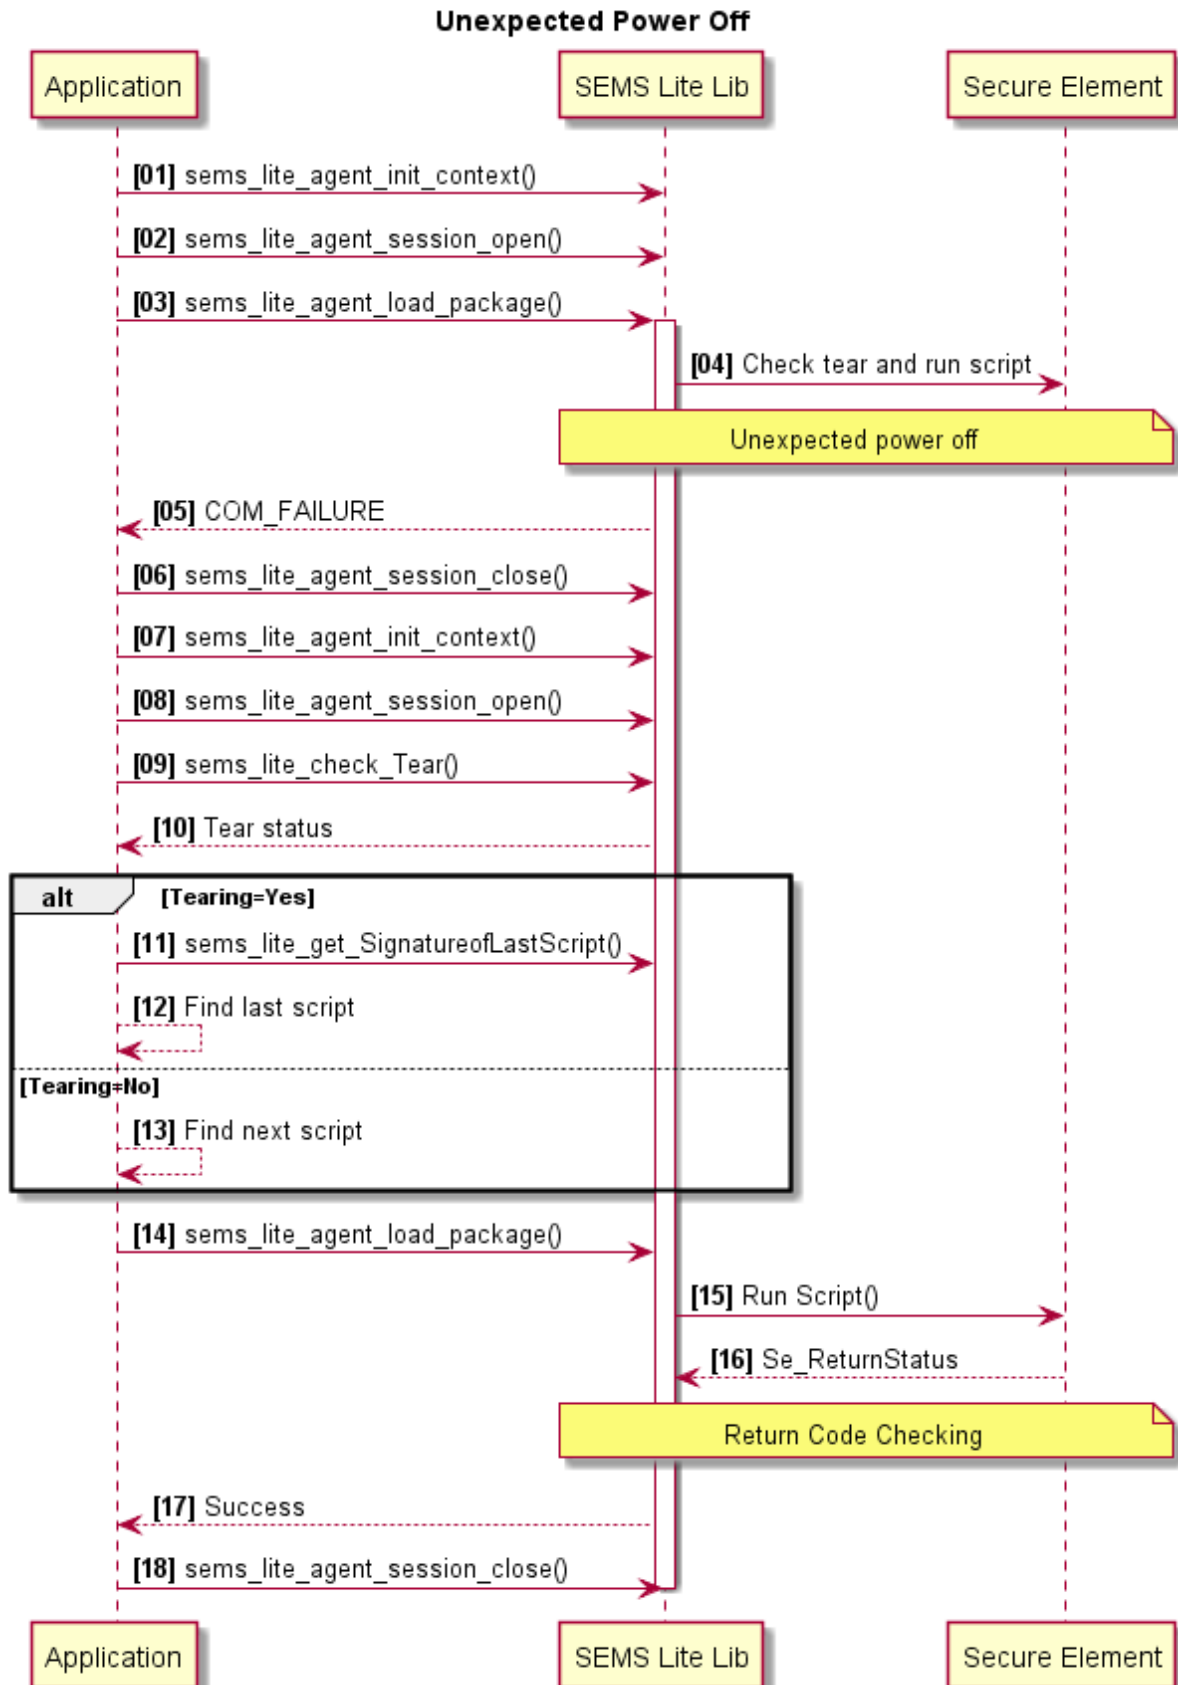 Unexpected Power Off
Application
SEMS Lite Lib
Secure Element
[01] sems_lite_agent_init_context()
[02] sems_lite_agent_session_open()
[03] sems_lite_agent_load_package()
[04] Check tear and run script
Unexpected power off
[05] COM_FAILURE
[06] sems_lite_agent_session_close()
[07] sems_lite_agent_init_context()
[08] sems_lite_agent_session_open()
[09] sems_lite_check_Tear()
[10] Tear status
alt [Tearing=Yes]
[11] sems_lite_get_SignatureofLastScript()
[12] Find last script
[Tearing=No]
[13] Find next script
[14] sems_lite_agent_load_package()
[15] Run Script()
[16] Se_ReturnStatus
Return Code Checking
[17] Success
[18] sems_lite_agent_session_close()
Application
SEMS Lite Lib
Secure Element